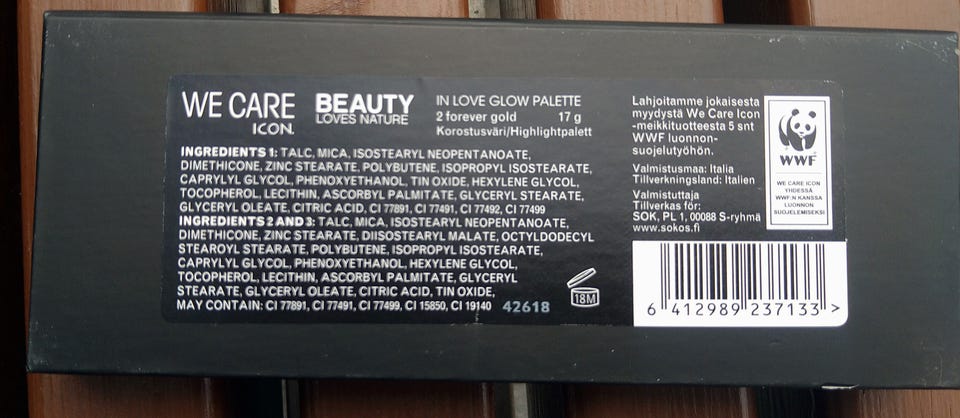 WE CARE
ICON.
BEAUTY
LOVES NATURE
IN LOVE GLOW PALETTE
2 forever gold 17 g
Korostusväri/Highlightpalett
INGREDIENTS 1: TALC, MICA, ISOSTEARYL NEOPENTANOATE,
DIMETHICONE, ZINC STEARATE, POLYBUTENE, ISOPROPYL ISOSTEARATE,
CAPRYLYL GLYCOL, PHENOXYETHANOL, TIN OXIDE, HEXYLENE GLYCOL,
TOCOPHEROL, LECITHIN, ASCORBYL PALMITATE, GLYCERYL STEARATE,
GLYCERYL OLEATE, CITRIC ACID, CI 77891, CI 77491, CI 77492, CI 77499
INGREDIENTS 2 AND 3: TALC, MICA, ISOSTEARYL NEOPENTANOATE,
DIMETHICONE, ZINC STEARATE, DIISOSTEARYL MALATE, OCTYLDODECYL
STEAROYL STEARATE, POLYBUTENE, ISOPROPYL ISOSTEARATE,
CAPRYLYL GLYCOL, PHENOXYETHANOL, HEXYLENE GLYCOL,
TOCOPHEROL, LECITHIN, ASCORBYL PALMITATE, GLYCERYL
STEARATE, GLYCERYL OLEATE, CITRIC ACID, TIN OXIDE,
MAY CONTAIN: CI 77891, CI 77491, CI 77499, CI 15850, CI 19140
42618
18M
Lahjoitamme jokaisesta
myydystä We Care Icon
-meikkituotteesta 5 snt
WWF luonnon-
suojelutyöhön.
Valmistusmaa: Italia
Tillverkningsland: Italien
Valmistuttaja
Tillverkas för:
SOK, PL 1, 00088 S-ryhmä
www.sokos.fi
WWF
WE CARE ICON
YHDESSÄ
WWF:N KANSSA
LUONNON
SUOJELEMISEKSI
6 412989 237133 >